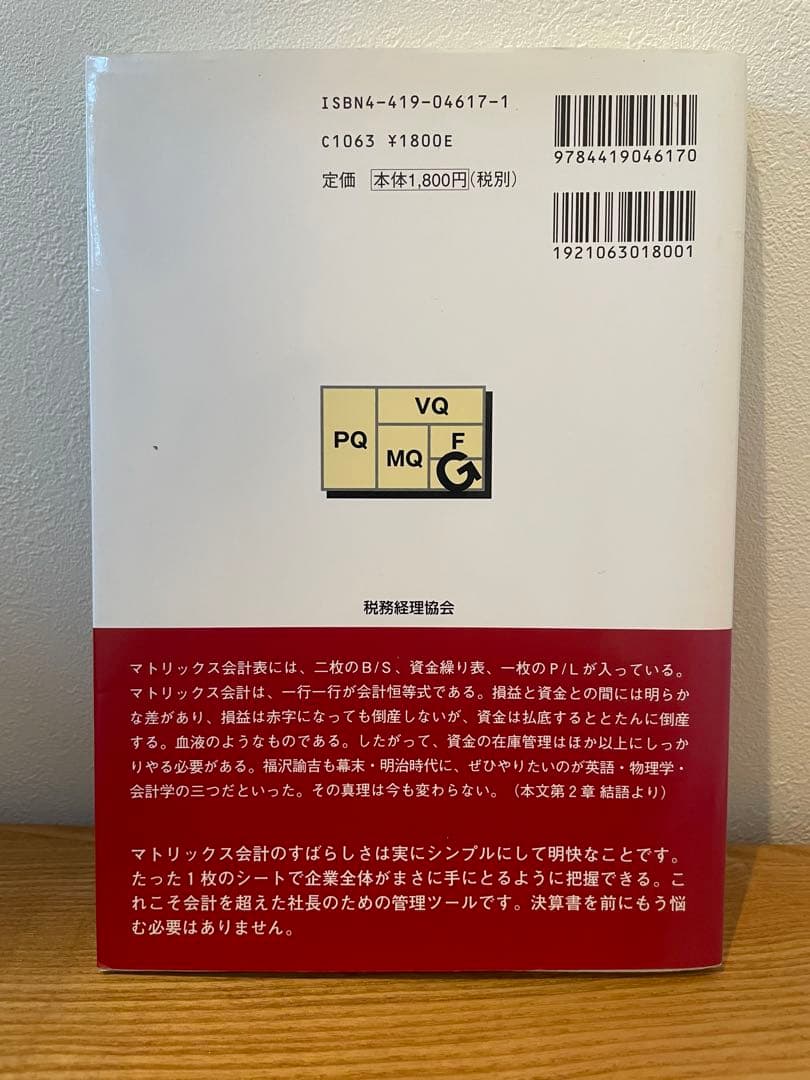 ISBN4-419-04617-1
C1063 ¥1800E
定価 本体1,800円(税別)
9784419046170
1921063018001
PQ
VQ
MQ
F
G
税務経理協会
マトリックス会計表には、二枚のB/S、資金繰り表、一枚のP/Lが入っている。
マトリックス会計は、一行一行が会計恒等式である。損益と資金との間には明らか
な差があり、損益は赤字になっても倒産しないが、資金は払底するととたんに倒産
する。血液のようなものである。したがって、資金の在庫管理はほか以上にしっか
りやる必要がある。福沢諭吉も幕末・明治時代に、ぜひやりたいのが英語・物理学・
会計学の三つだといった。その真理は今も変わらない。(本文第2章 結語より)
マトリックス会計のすばらしさは実にシンプルにして明快なことです。
たった1枚のシートで企業全体がまさに手にとるように把握できる。こ
れこそ会計を超えた社長のための管理ツールです。決算書を前にもう悩
む必要はありません。